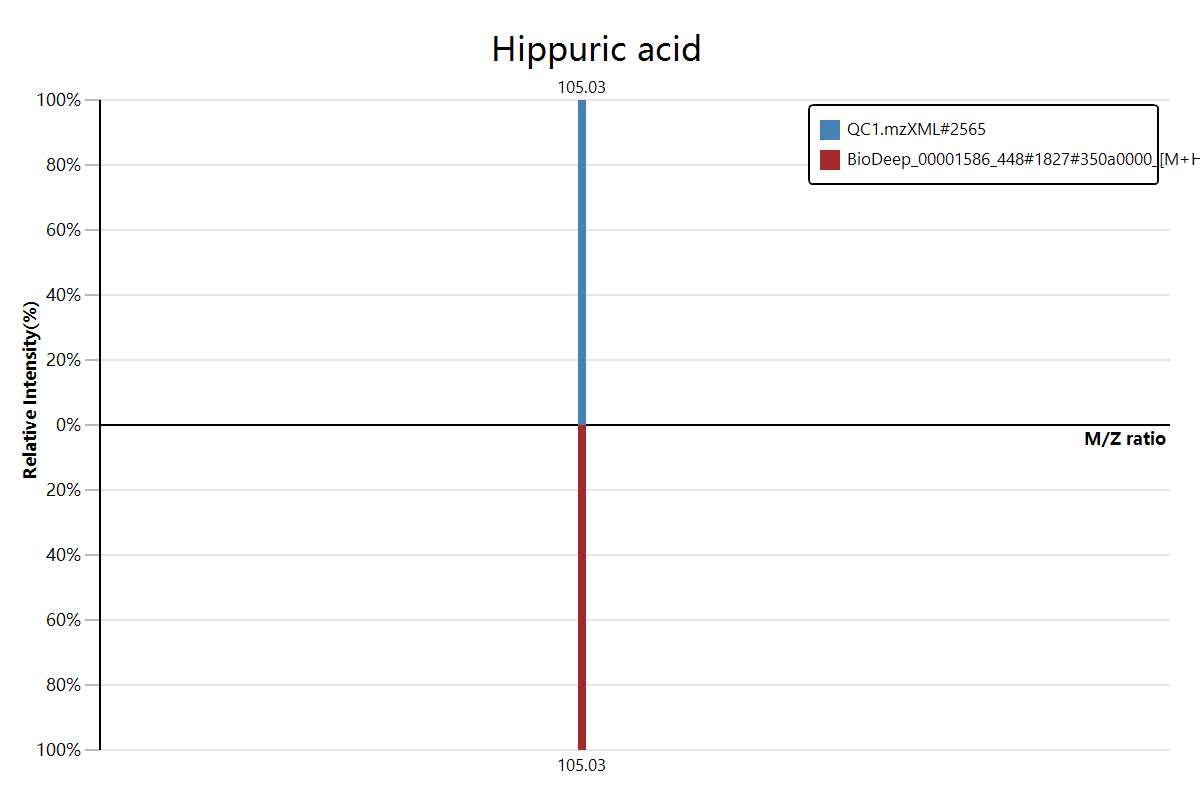 Hippuric acid
105.03
100%
80%
60%
40%
20%
0%
20%
40%
60%
80%
100%
Relative Intensity(%)
M/Z ratio
QC1.mzXML#2565
BioDeep_00001586_448#1827#350a0000_[M+H
105.03